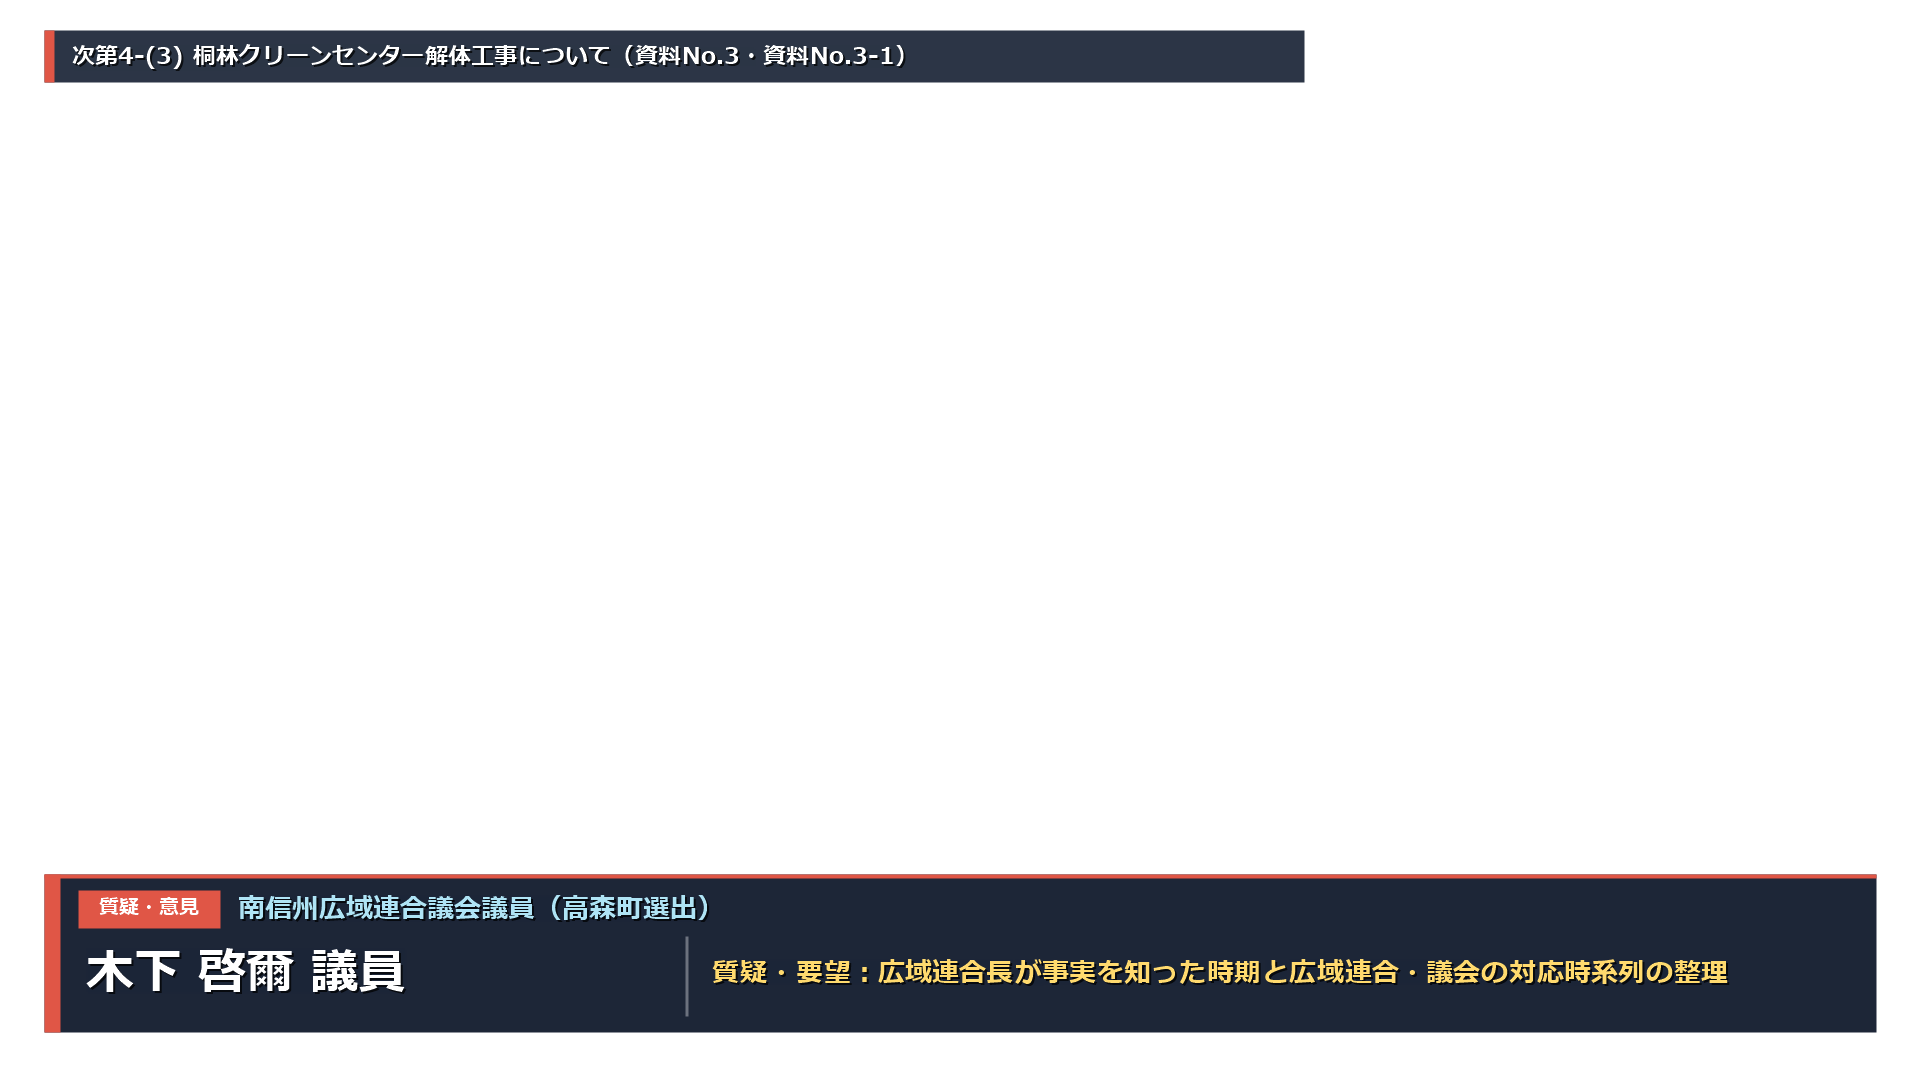 次第4-(3) 桐林クリーンセンター解体工事について（資料No.3・資料No.3-1）
質疑・意見
南信州広域連合議会議員（高森町選出）
木下 啓爾 議員
質疑・要望：広域連合長が事実を知った時期と広域連合・議会の対応時系列の整理